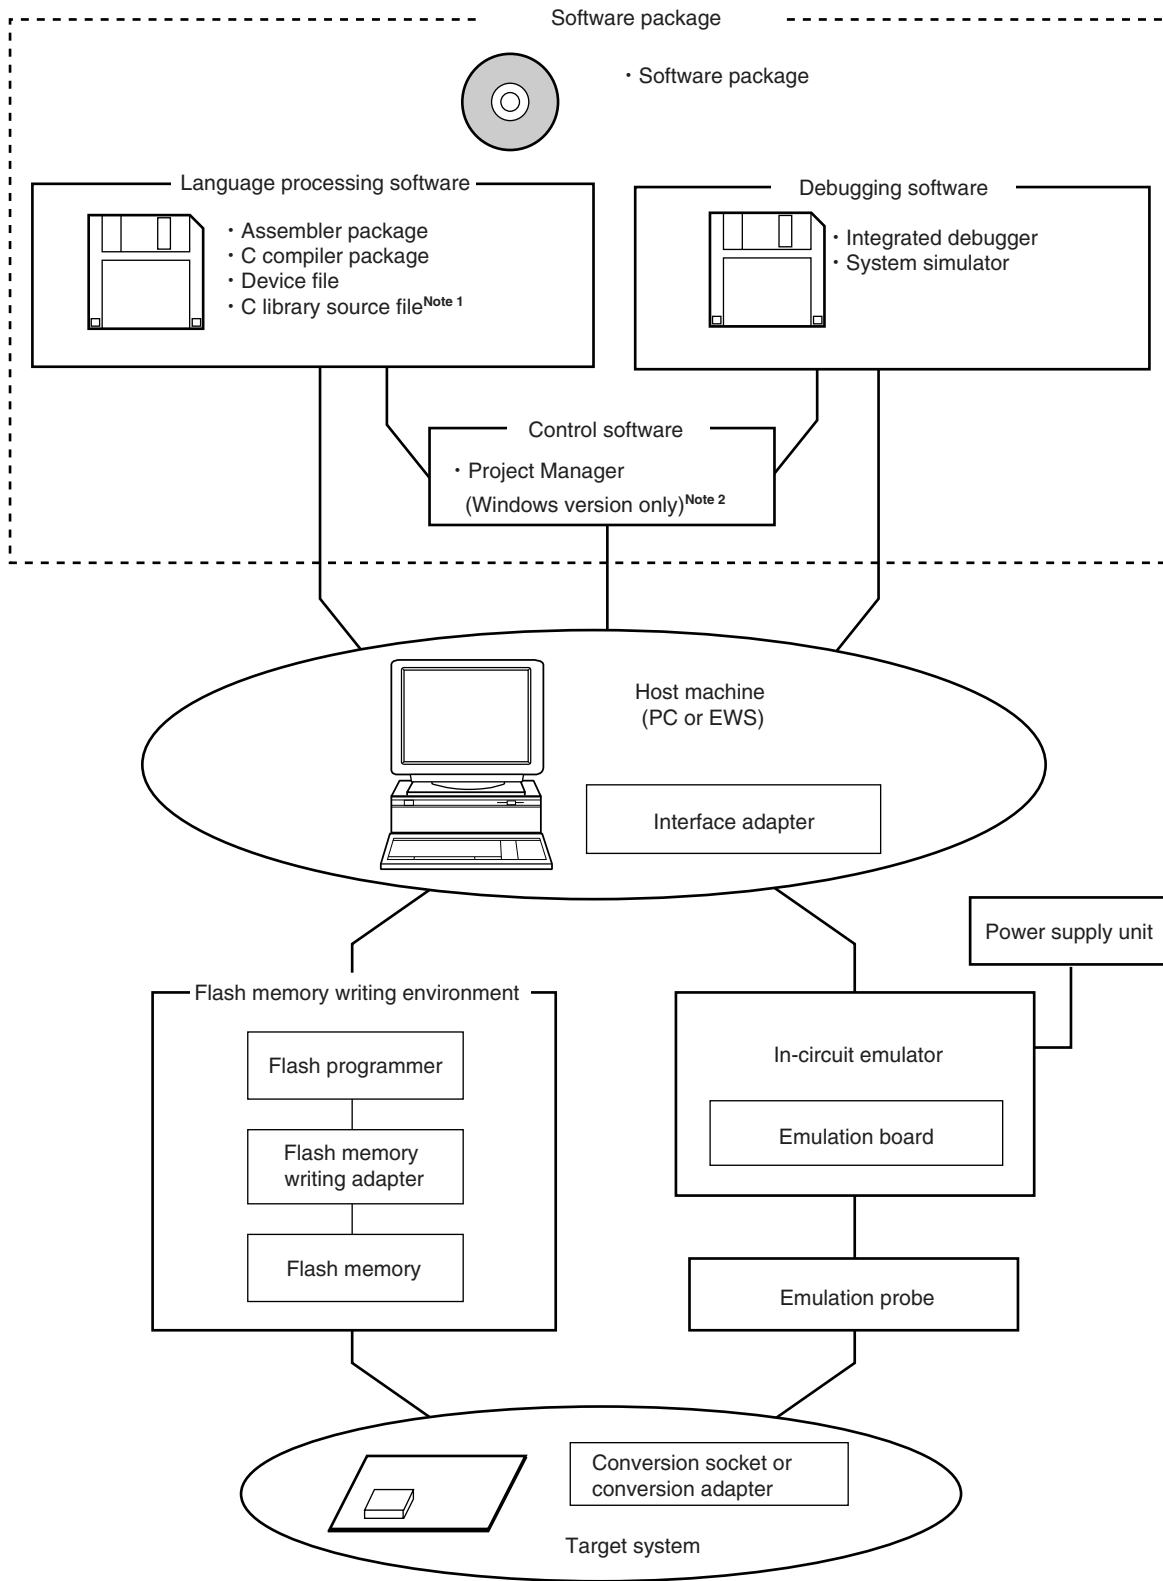 Software package
・Software package
Language processing software
・Assembler package
・C compiler package
・Device file
・C library source fileNote 1
Debugging software
・Integrated debugger
・System simulator
Control software
・Project Manager
(Windows version only)Note 2
Host machine
(PC or EWS)
Interface adapter
Power supply unit
Flash memory writing environment
Flash programmer
Flash memory
writing adapter
Flash memory
In-circuit emulator
Emulation board
Emulation probe
Conversion socket or
conversion adapter
Target system